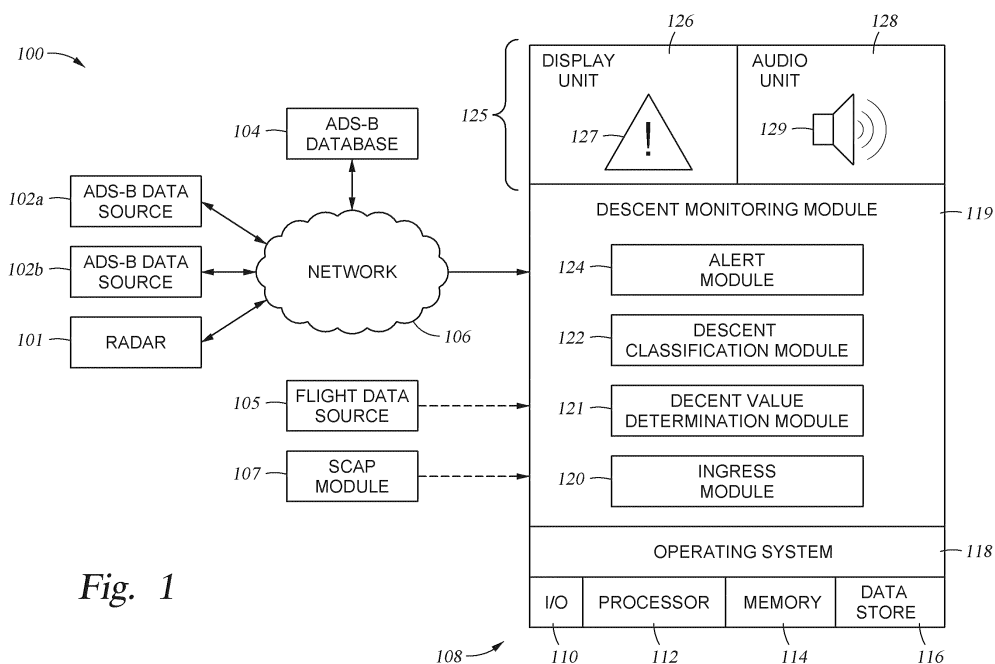 100
126
128
DISPLAY
UNIT
AUDIO
UNIT
125
127
!
129
104
ADS-B
DATABASE
102a
ADS-B DATA
SOURCE
102b
ADS-B DATA
SOURCE
101
RADAR
NETWORK
106
DESCENT MONITORING MODULE
119
124
ALERT
MODULE
122
DESCENT
CLASSIFICATION MODULE
105
FLIGHT DATA
SOURCE
121
DECENT VALUE
DETERMINATION MODULE
107
SCAP
MODULE
120
INGRESS
MODULE
OPERATING SYSTEM
118
Fig. 1
I/O
PROCESSOR
MEMORY
DATA
STORE
108
110
112
114
116